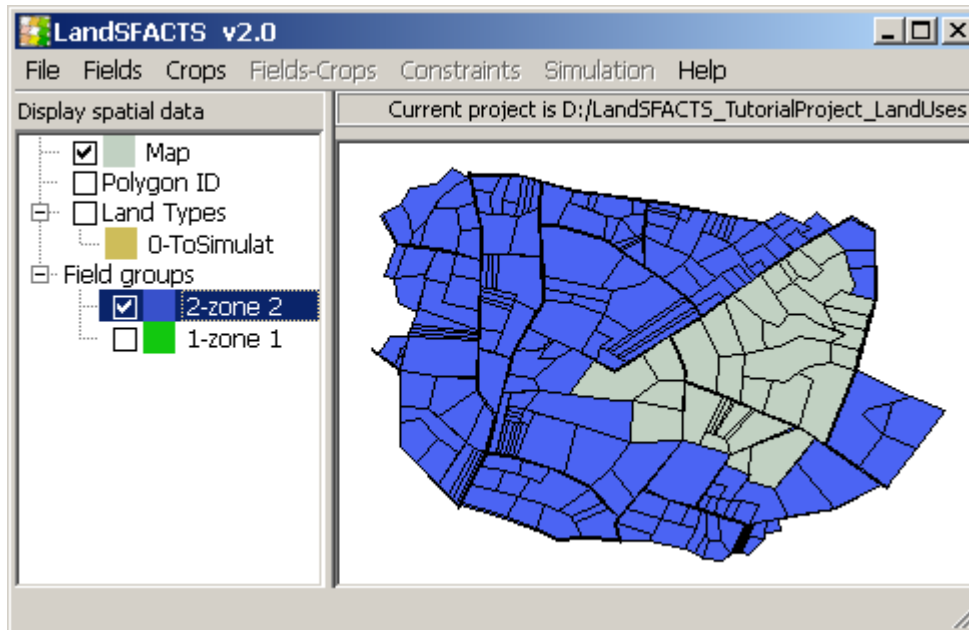 LandSFACTS v2.0
File Fields Crops Fields-Crops Constraints Simulation Help
Display spatial data
Current project is D:/LandSFACTS_TutorialProject_LandUses
Map
Polygon ID
Land Types
0-ToSimulat
Field groups
2-zone 2
1-zone 1